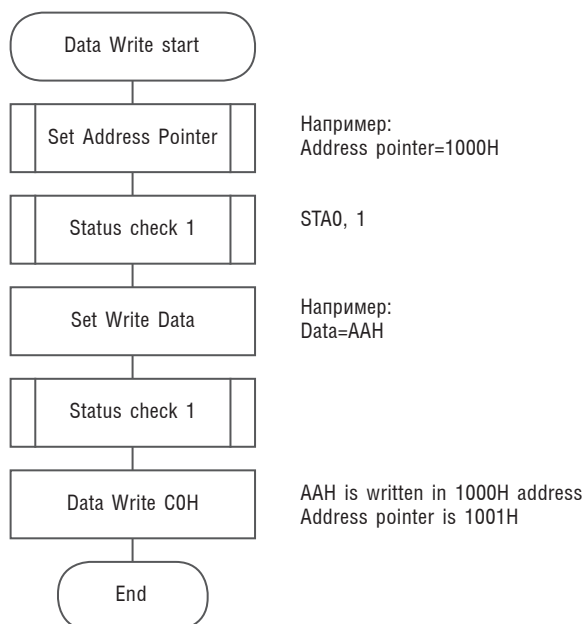 Data Write start
Set Address Pointer
Например:
Address pointer=1000H
Status check 1
STA0, 1
Set Write Data
Например:
Data=AAH
Status check 1
Data Write C0H
AAH is written in 1000H address
Address pointer is 1001H
End